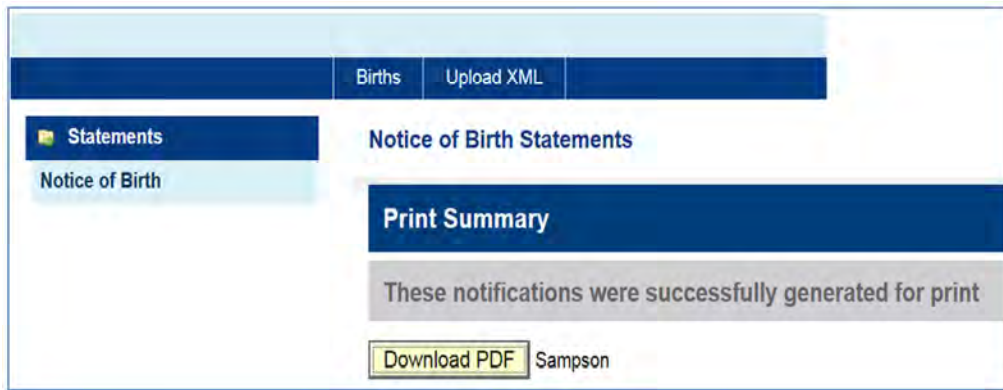 Births Upload XML
Statements
Notice of Birth
Notice of Birth Statements
Print Summary
These notifications were successfully generated for print
Download PDF Sampson